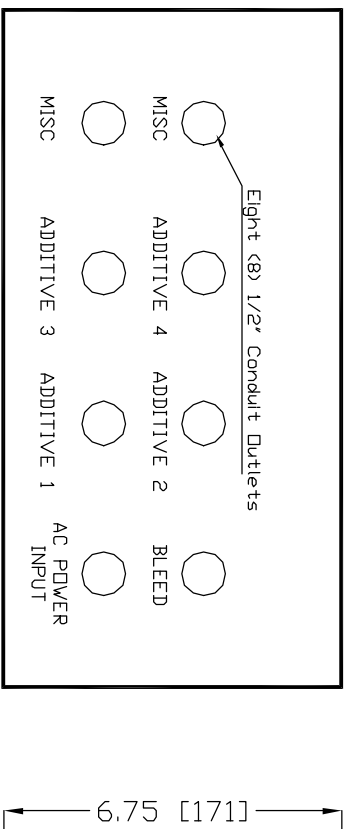 Eight (8) 1/2" Conduit Outlets
MISC
ADDITIVE 4
ADDITIVE 2
BLEED
MISC
ADDITIVE 3
ADDITIVE 1
AC POWER
INPUT
6.75 [171]